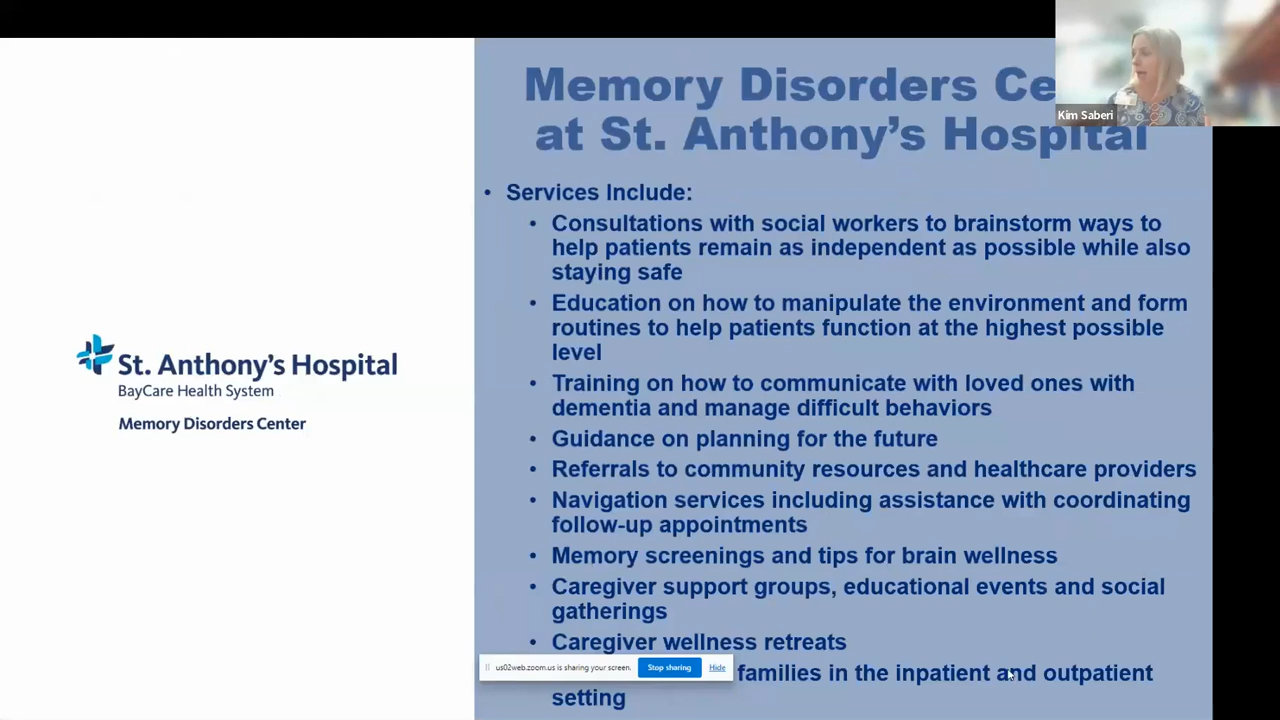 Memory Disorders Ce
at St. Anthony's Hospital
Kim Saberi
• Services Include:
• Consultations with social workers to brainstorm ways to
help patients remain as independent as possible while also
staying safe
• Education on how to manipulate the environment and form
routines to help patients function at the highest possible
level
• Training on how to communicate with loved ones with
dementia and manage difficult behaviors
• Guidance on planning for the future
• Referrals to community resources and healthcare providers
• Navigation services including assistance with coordinating
follow-up appointments
• Memory screenings and tips for brain wellness
• Caregiver support groups, educational events and social
gatherings
• Caregiver wellness retreats
families in the inpatient and outpatient
setting
St. Anthony's Hospital
BayCare Health System
Memory Disorders Center
us02web.zoom.us is sharing your screen.
Stop sharing
Hide